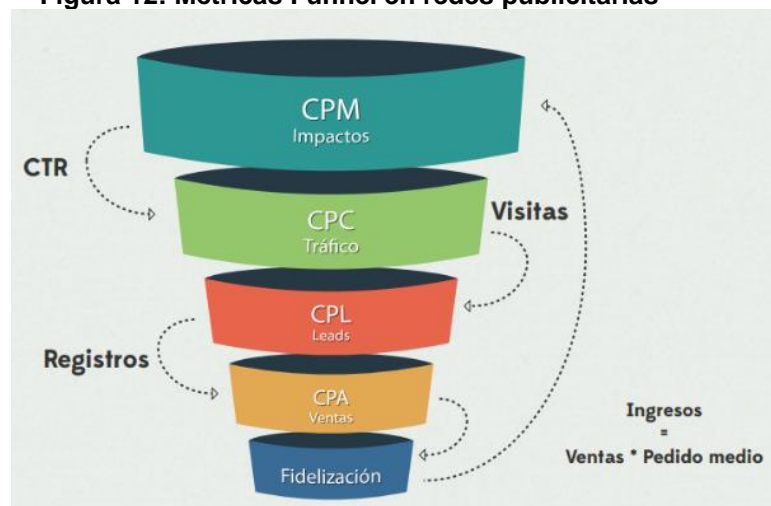 Figura 12: Métricas Funnel en redes publicitarias
CPM
Impactos
CTR
CPC
Tráfico
Visitas
CPL
Leads
Registros
CPA
Ventas
Fidelización
Ingresos
=
Ventas * Pedido medio